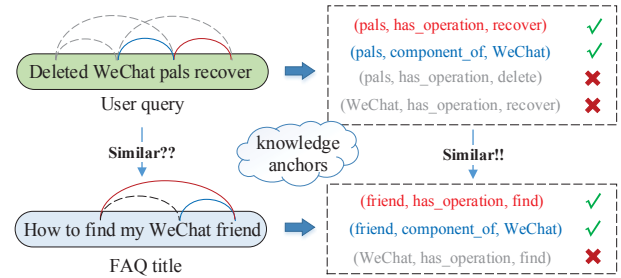 Deleted WeChat pals recover
User query
(pals, has_operation, recover)
(pals, component_of, WeChat)
(pals, has_operation, delete)
(WeChat, has_operation, recover)
Similar??
knowledge
anchors
Similar!!
How to find my WeChat friend
FAQ title
(friend, has_operation, find)
(friend, component_of, WeChat)
(WeChat, has_operation, find)